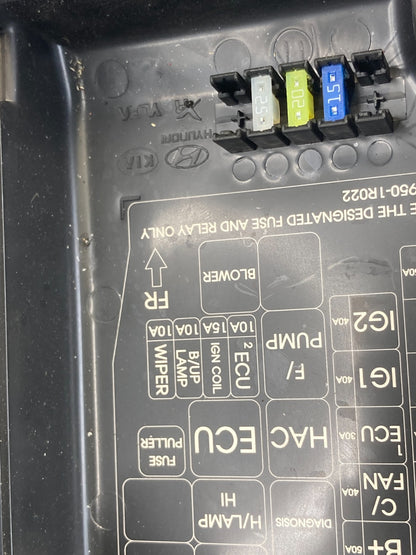 25
20
15
YURA
HYUNDAI
KIA
950-1R022
E THE DESIGNATED FUSE AND RELAY ONLY
FR
BLOWER
WIPER 10A
B/UP LAMP 10A
IGN COIL 15A
2 ECU 10A
F/
PUMP
IG2 40A
IG1 40A
FUSE
PULLER
ECU
HAC
1 ECU 30A
C/
FAN 40A
H/LAMP
HI
DIAGNOSIS
B+ 50A